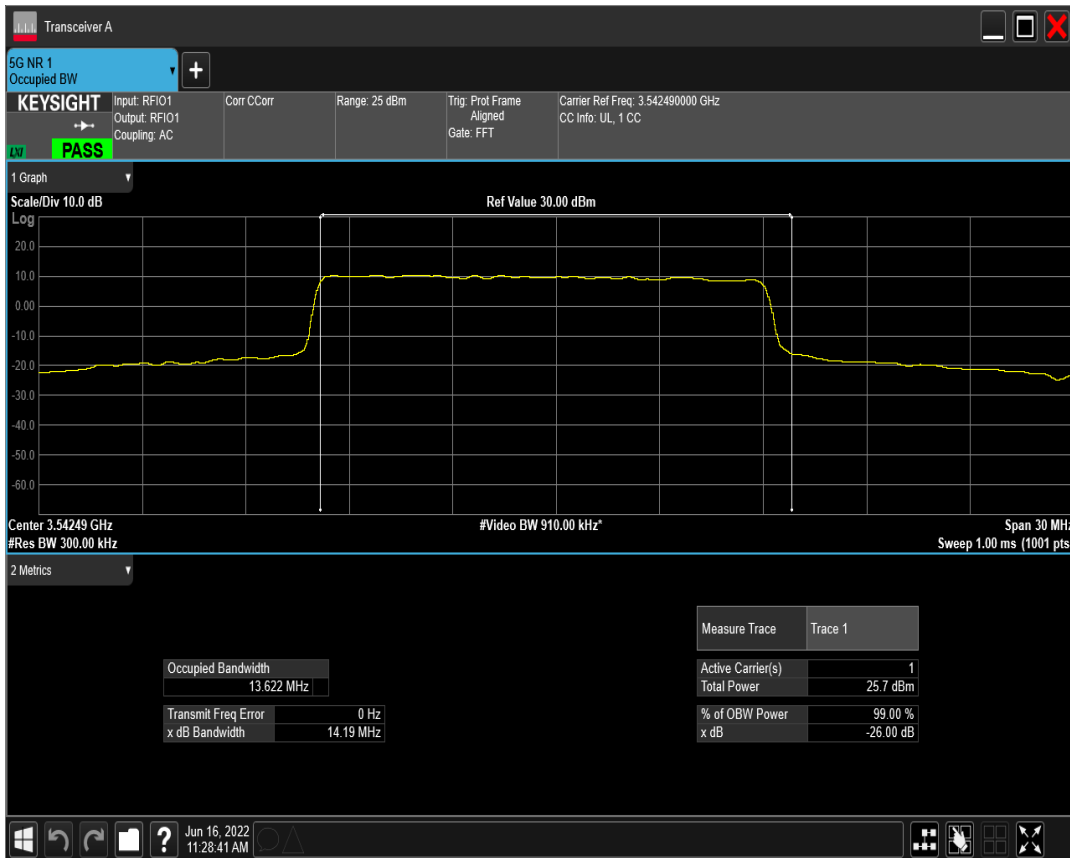 Transceiver A
5G NR 1
Occupied BW
+
KEYSIGHT
LXI
PASS
Input: RFIO1
Output: RFIO1
Coupling: AC
Corr CCorr
Range: 25 dBm
Trig: Prot Frame
Aligned
Gate: FFT
Carrier Ref Freq: 3.542490000 GHz
CC Info: UL, 1 CC
1 Graph
Scale/Div 10.0 dB
Ref Value 30.00 dBm
Log
20.0
10.0
0.00
-10.0
-20.0
-30.0
-40.0
-50.0
-60.0
Center 3.54249 GHz
#Video BW 910.00 kHz*
Span 30 MHz
#Res BW 300.00 kHz
Sweep 1.00 ms (1001 pts
2 Metrics
Measure Trace Trace 1
Occupied Bandwidth
13.622 MHz
Active Carrier(s) 1
Total Power 25.7 dBm
Transmit Freq Error 0 Hz
x dB Bandwidth 14.19 MHz
% of OBW Power 99.00 %
x dB -26.00 dB
?
Jun 16, 2022
11:28:41 AM